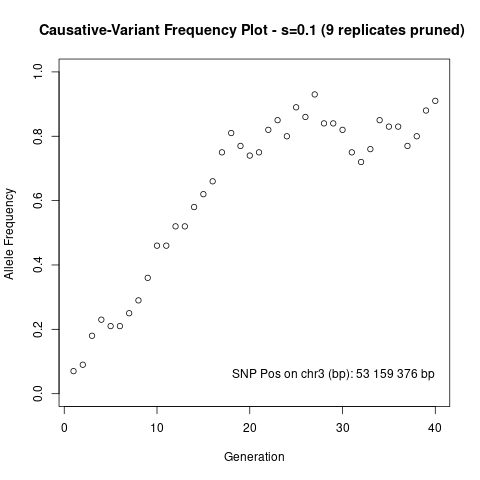 Causative-Variant Frequency Plot - s=0.1 (9 replicates pruned)
Allele Frequency
1.0
0.8
0.6
0.4
0.2
0.0
SNP Pos on chr3 (bp): 53 159 376 bp
0 10 20 30 40
Generation